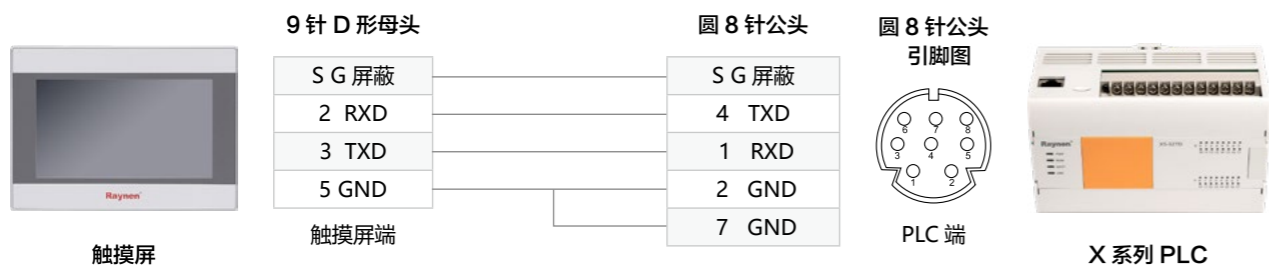 9 针 D 形母头
圆 8 针公头
圆 8 针公头
引脚图
S G 屏蔽
S G 屏蔽
2 RXD
4 TXD
3 TXD
1 RXD
5 GND
2 GND
7 GND
6 7 8
3 4 5
1 2
Raynen
Raynen
触摸屏端
PLC 端
触摸屏
X 系列 PLC